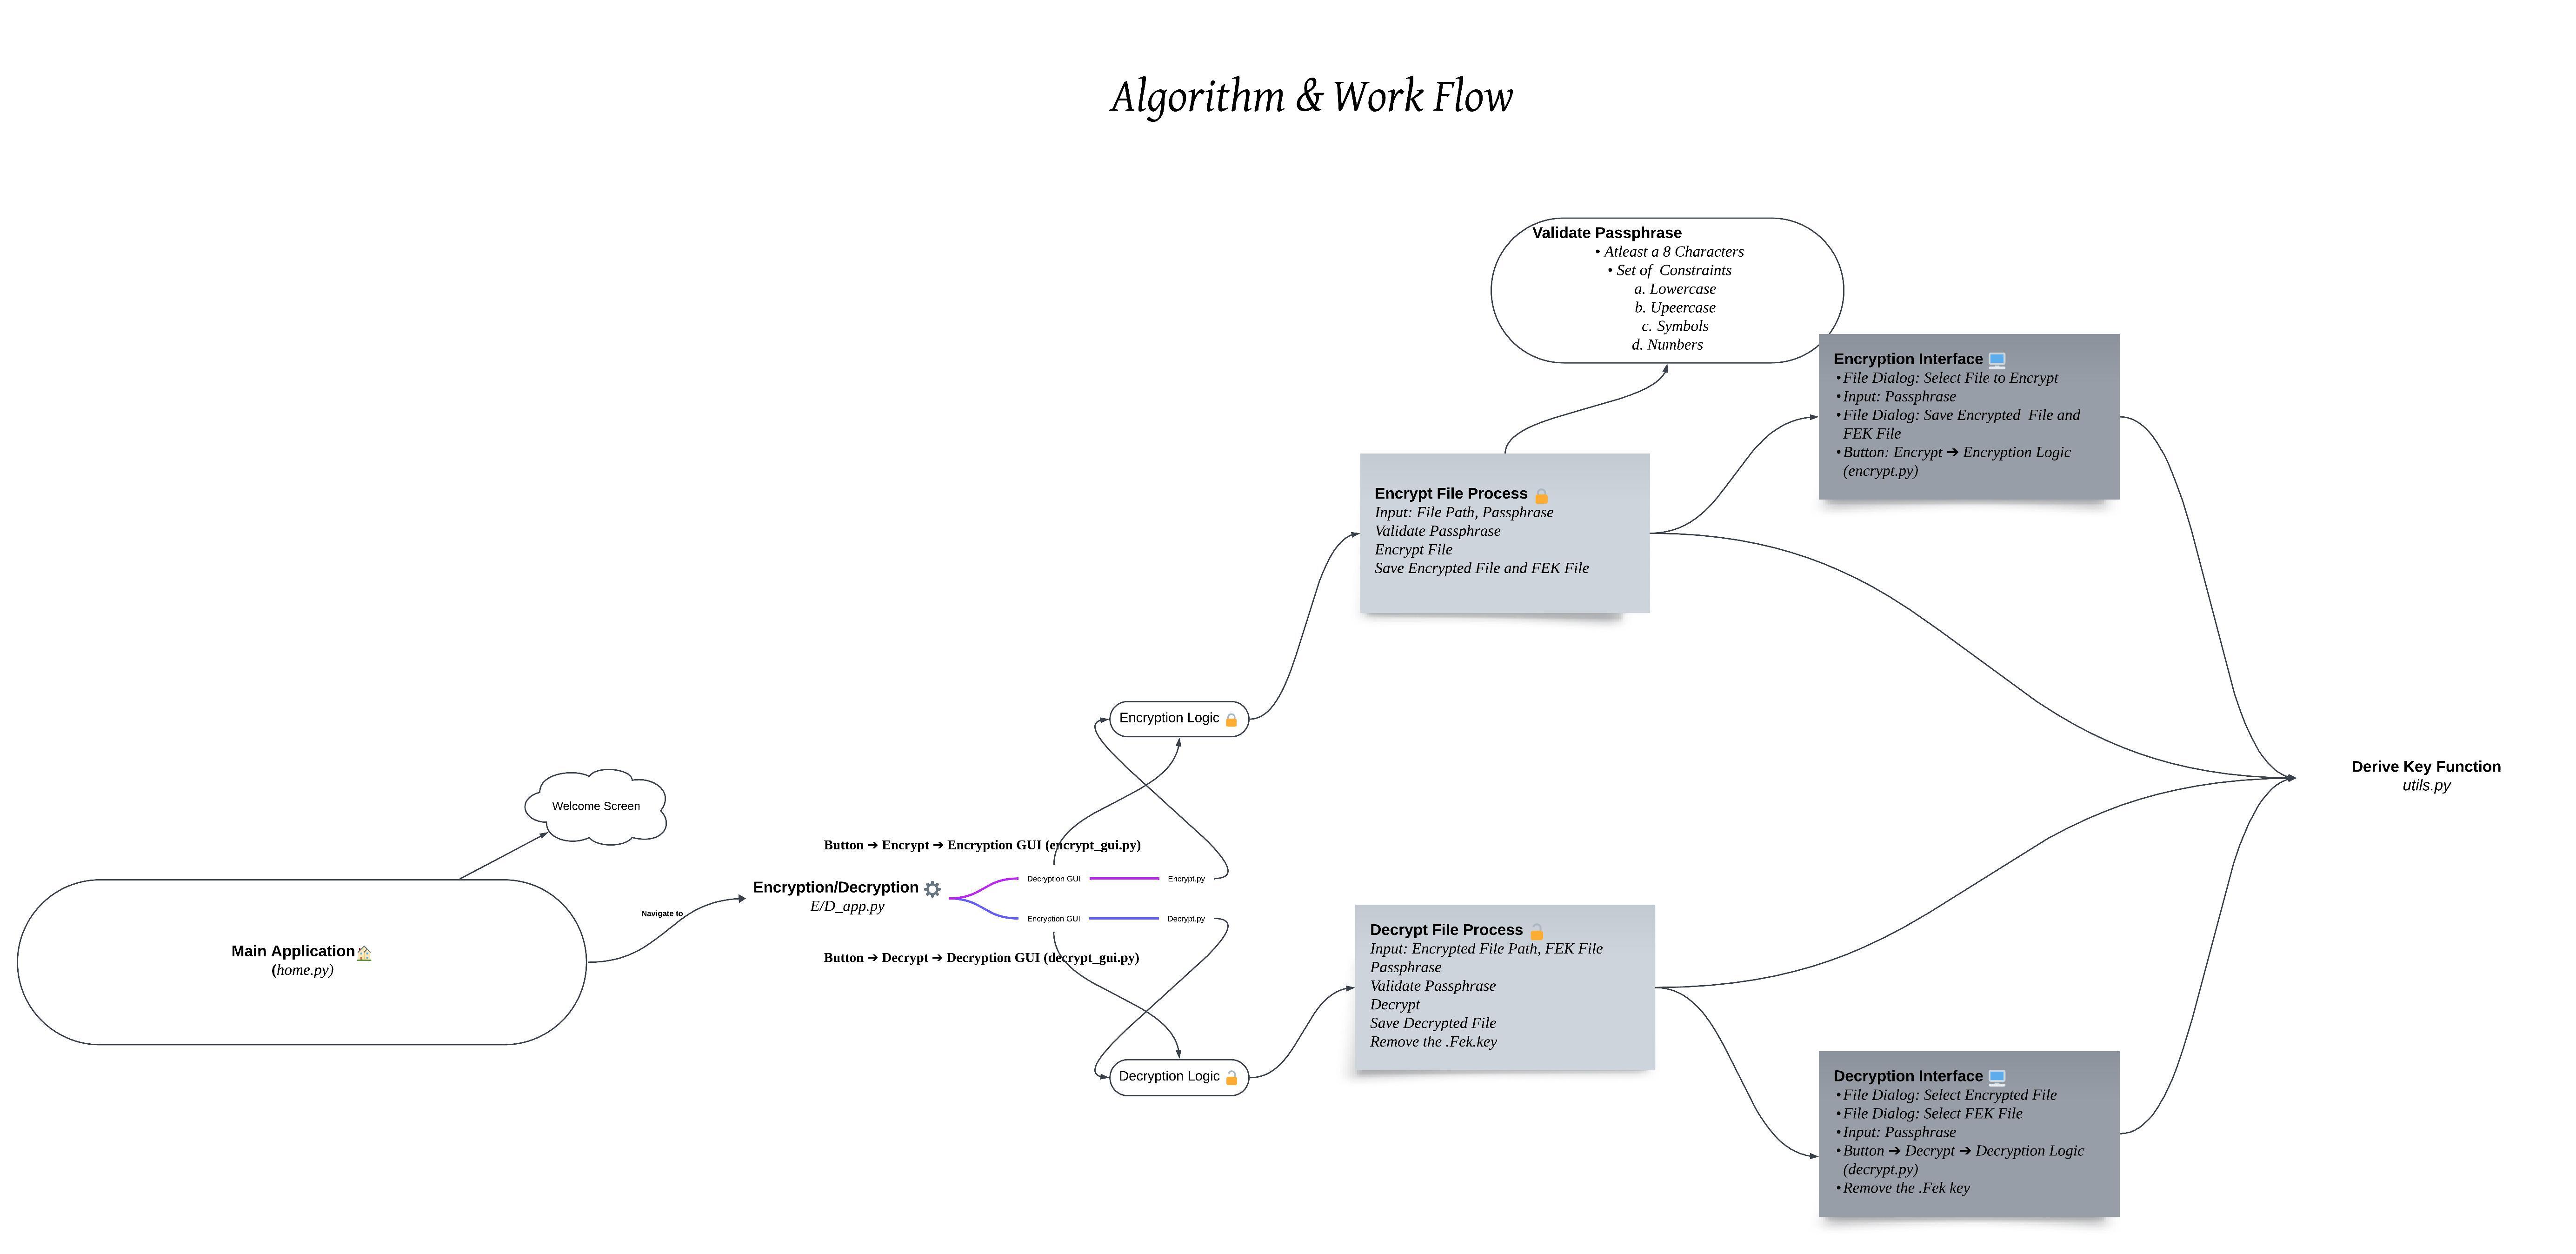 Algorithm & Work Flow
Validate Passphrase
• Atleast a 8 Characters
• Set of Constraints
a. Lowercase
b. Upeercase
c. Symbols
d. Numbers
Encryption Interface
• File Dialog: Select File to Encrypt
• Input: Passphrase
• File Dialog: Save Encrypted File and
FEK File
• Button: Encrypt ➔ Encryption Logic
(encrypt.py)
Encrypt File Process
Input: File Path, Passphrase
Validate Passphrase
Encrypt File
Save Encrypted File and FEK File
Encryption Logic
Derive Key Function
utils.py
Welcome Screen
Button ➔ Encrypt ➔ Encryption GUI (encrypt_gui.py)
Decryption GUI
Encrypt.py
Encryption/Decryption
E/D_app.py
Navigate to
Encryption GUI
Decrypt.py
Button ➔ Decrypt ➔ Decryption GUI (decrypt_gui.py)
Main Application
(home.py)
Decrypt File Process
Input: Encrypted File Path, FEK File
Passphrase
Validate Passphrase
Decrypt
Save Decrypted File
Remove the .Fek.key
Decryption Logic
Decryption Interface
• File Dialog: Select Encrypted File
• File Dialog: Select FEK File
• Input: Passphrase
• Button ➔ Decrypt ➔ Decryption Logic
(decrypt.py)
• Remove the .Fek key